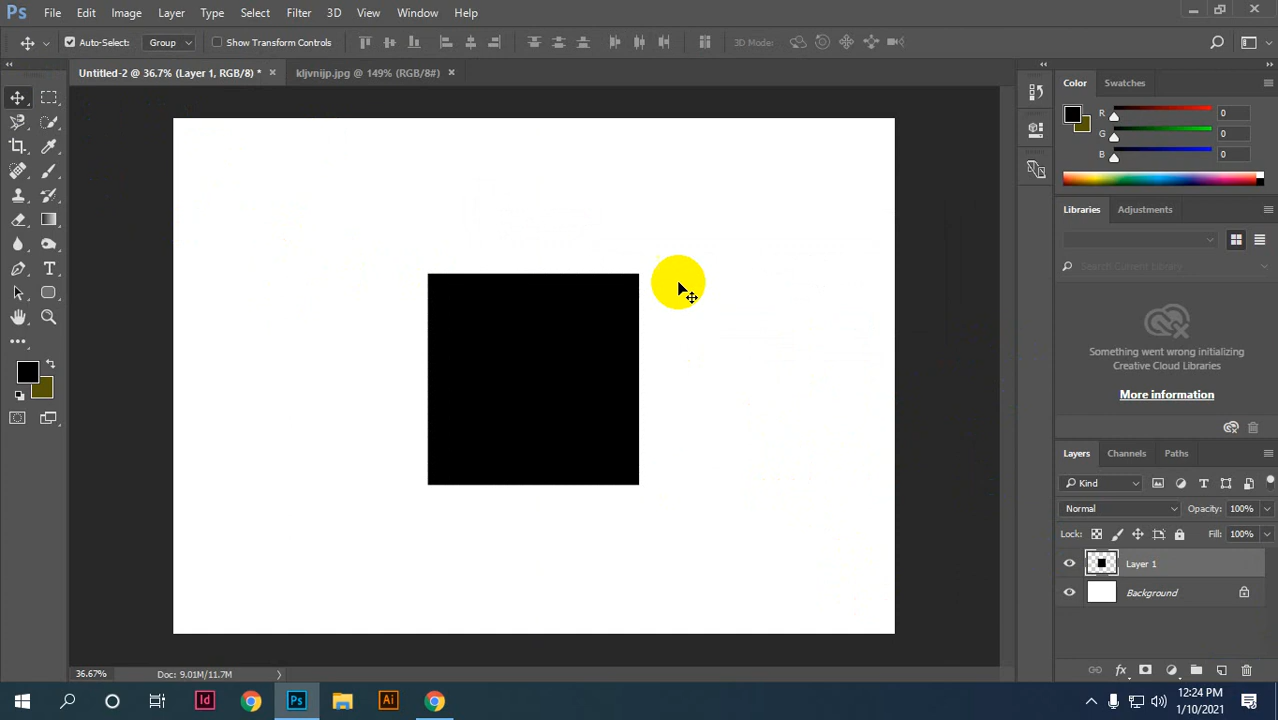 Ps File Edit Image Layer Type Select Filter 3D View Window Help
Auto-Select: Group Show Transform Controls 3D Mode:
Untitled-2 @ 36.7% (Layer 1, RGB/8) * × kljvnijp.jpg @ 149% (RGB/8#) ×
Color Swatches
R 0
G 0
B 0
Libraries Adjustments
Search Current Library
Something went wrong initializing
Creative Cloud Libraries
More information
Layers Channels Paths
Kind
Normal Opacity: 100%
Lock: Fill: 100%
Layer 1
Background
36.67% Doc: 9.01M/11.7M
Id Ps Ai
12:24 PM
1/10/2021